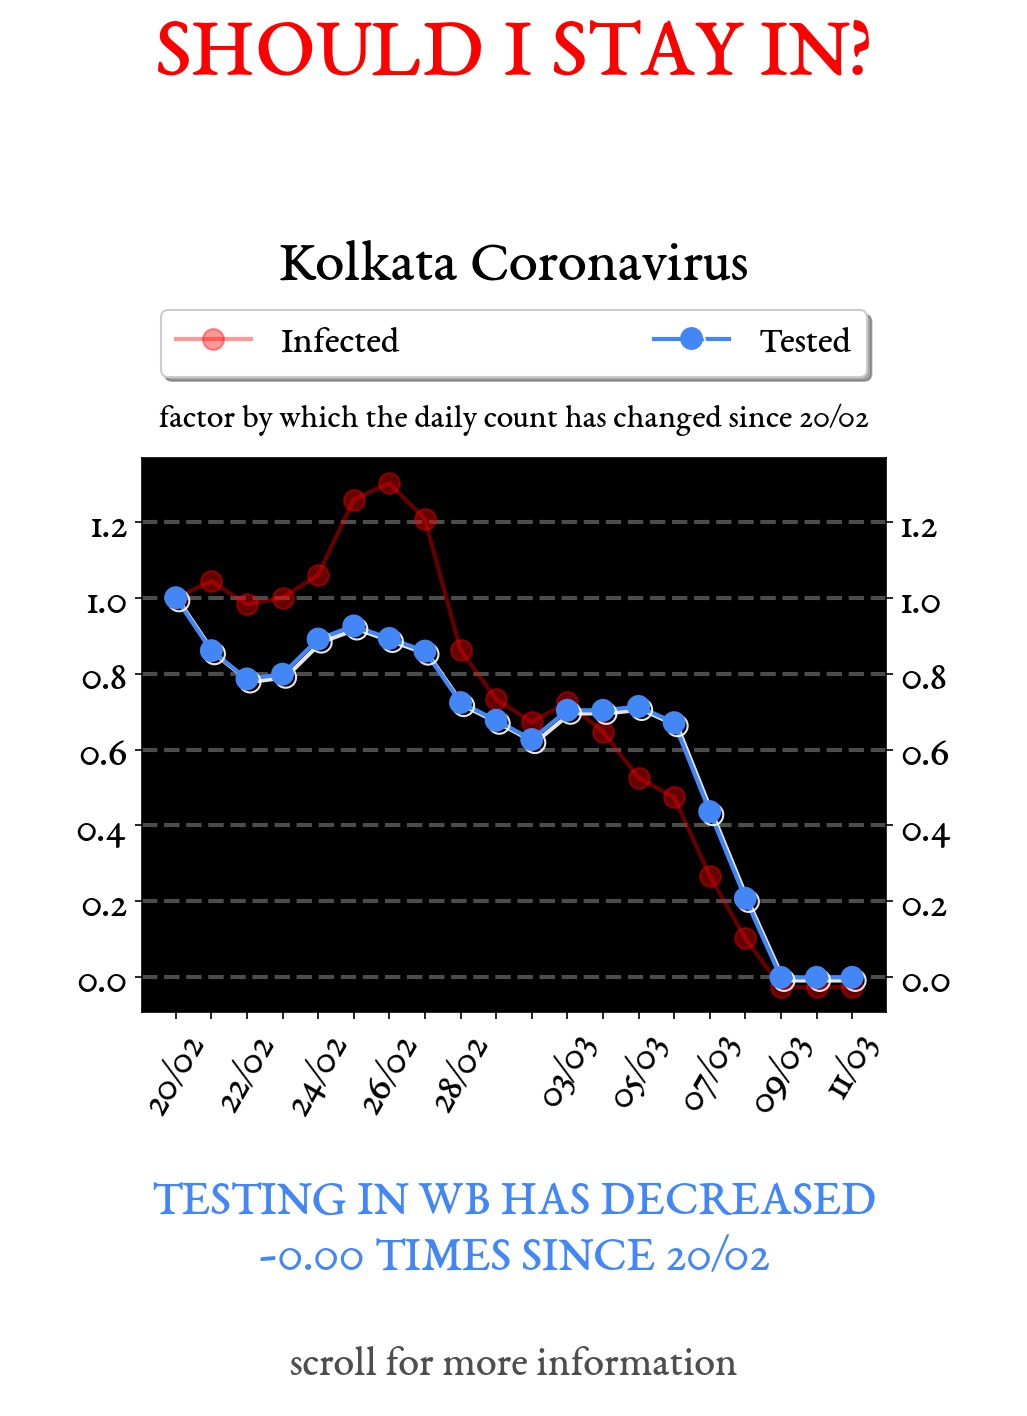 SHOULD I STAY IN?
Kolkata Coronavirus
Infected Tested
factor by which the daily count has changed since 20/02
1.2 1.2
1.0 1.0
0.8 0.8
0.6 0.6
0.4 0.4
0.2 0.2
0.0 0.0
20/02 22/02 24/02 26/02 28/02 03/03 05/03 07/03 09/03 11/03
TESTING IN WB HAS DECREASED
-0.00 TIMES SINCE 20/02
scroll for more information